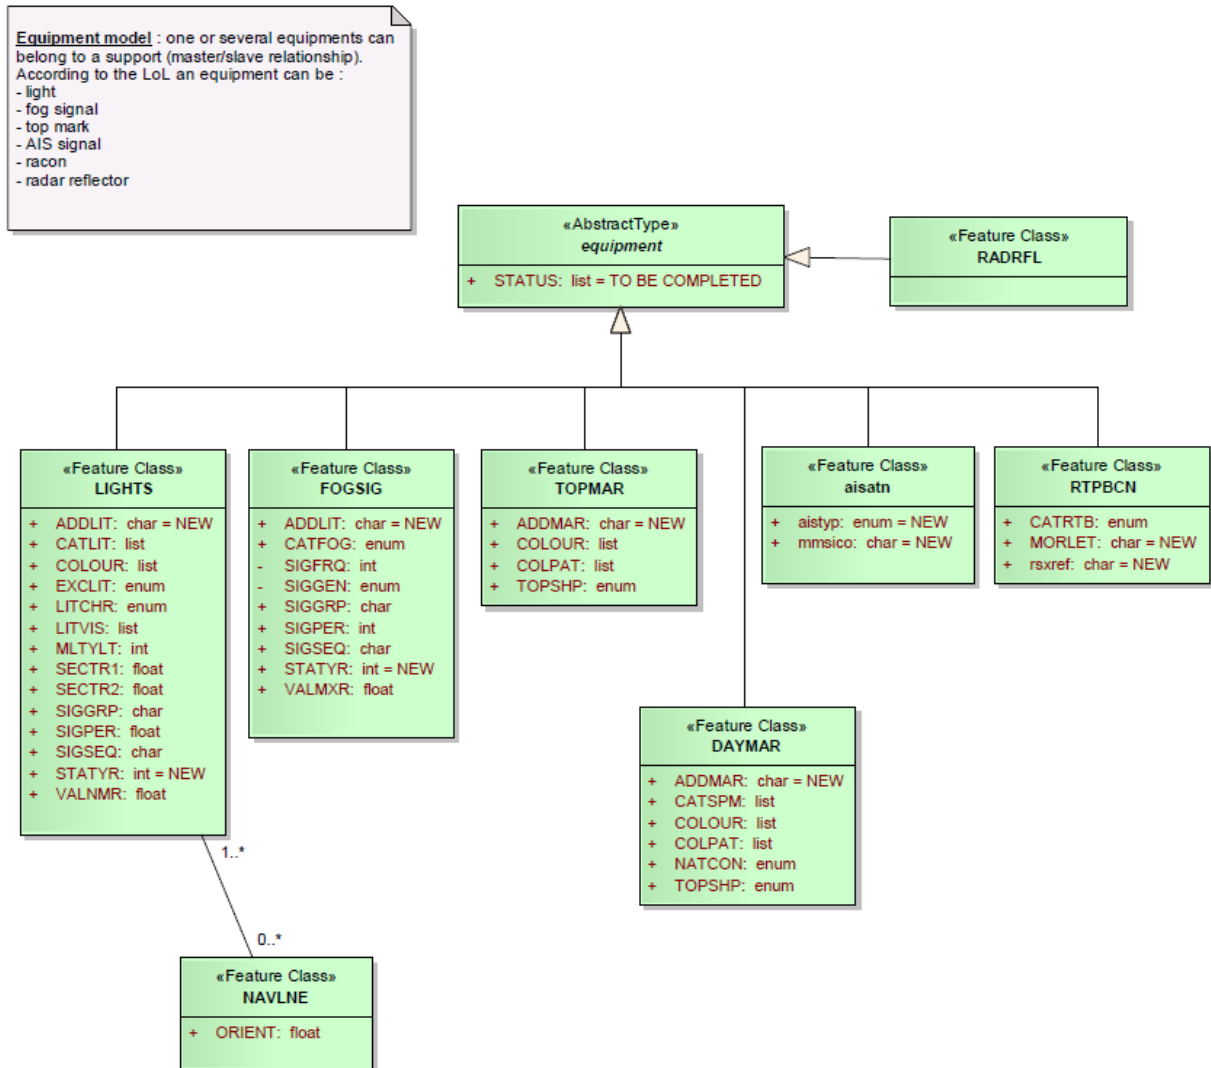 Equipment model : one or several equipments can
belong to a support (master/slave relationship).
According to the LoL an equipment can be :
- light
- fog signal
- top mark
- AIS signal
- racon
- radar reflector
«AbstractType»
equipment
+ STATUS: list = TO BE COMPLETED
«Feature Class»
RADRFL
«Feature Class»
LIGHTS
+ ADDLIT: char = NEW
+ CATLIT: list
+ COLOUR: list
+ EXCLIT: enum
+ LITCHR: enum
+ LITVIS: list
+ MLTYLT: int
+ SECTR1: float
+ SECTR2: float
+ SIGGRP: char
+ SIGPER: float
+ SIGSEQ: char
+ STATYR: int = NEW
+ VALNMR: float
«Feature Class»
FOGSIG
+ ADDLIT: char = NEW
+ CATFOG: enum
- SIGFRQ: int
- SIGGEN: enum
+ SIGGRP: char
+ SIGPER: int
+ SIGSEQ: char
+ STATYR: int = NEW
+ VALMXR: float
«Feature Class»
TOPMAR
+ ADDMAR: char = NEW
+ COLOUR: list
+ COLPAT: list
+ TOPSHP: enum
«Feature Class»
aisatn
+ aistyp: enum = NEW
+ mmsico: char = NEW
«Feature Class»
RTPBCN
+ CATRTB: enum
+ MORLET: char = NEW
+ rsxref: char = NEW
«Feature Class»
DAYMAR
+ ADDMAR: char = NEW
+ CATSPM: list
+ COLOUR: list
+ COLPAT: list
+ NATCON: enum
+ TOPSHP: enum
1..*
0..*
«Feature Class»
NAVLNE
+ ORIENT: float